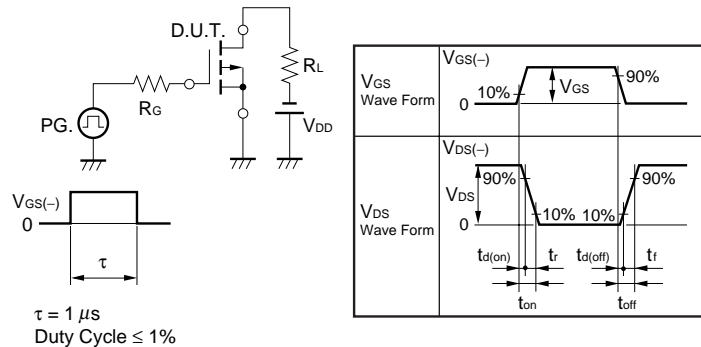 D.U.T.
RL
RG
PG.
VDD
VGS(−)
0
τ
τ = 1 μs
Duty Cycle ≤ 1%
VGS
Wave Form
VGS(−)
10%
VGS
90%
0
VDS
Wave Form
VDS(−)
90%
VDS
90%
10%
10%
0
td(on)
tr
td(off)
tf
ton
toff